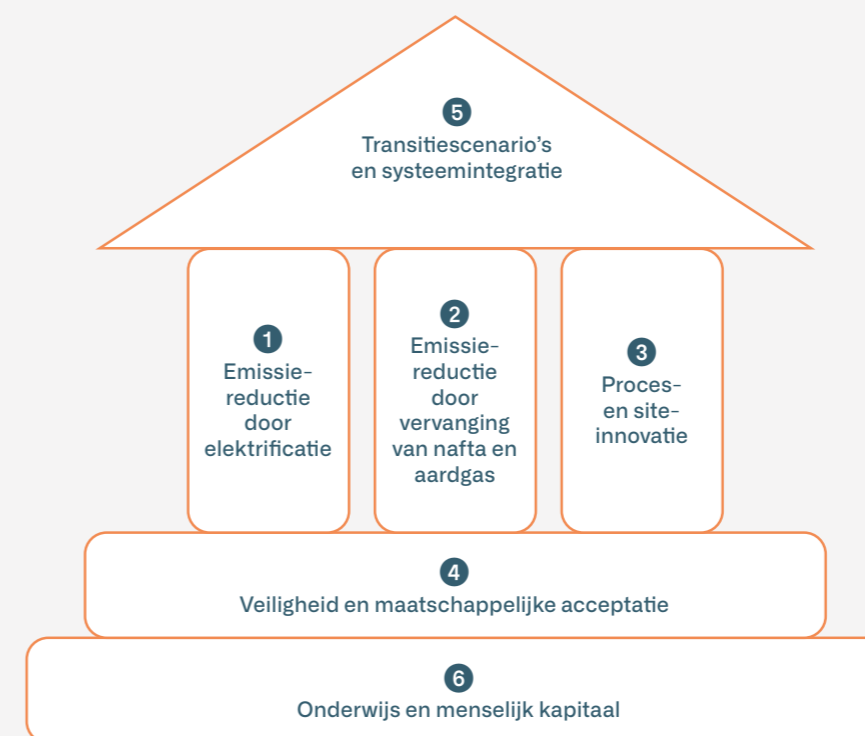 5
Transitiescenario's
en systeemintegratie
1
Emissie-
reductie
door
elektrificatie
2
Emissie-
reductie
door
vervanging
van nafta en
aardgas
3
Proces-
en site-
innovatie
4
Veiligheid en maatschappelijke acceptatie
6
Onderwijs en menselijk kapitaal